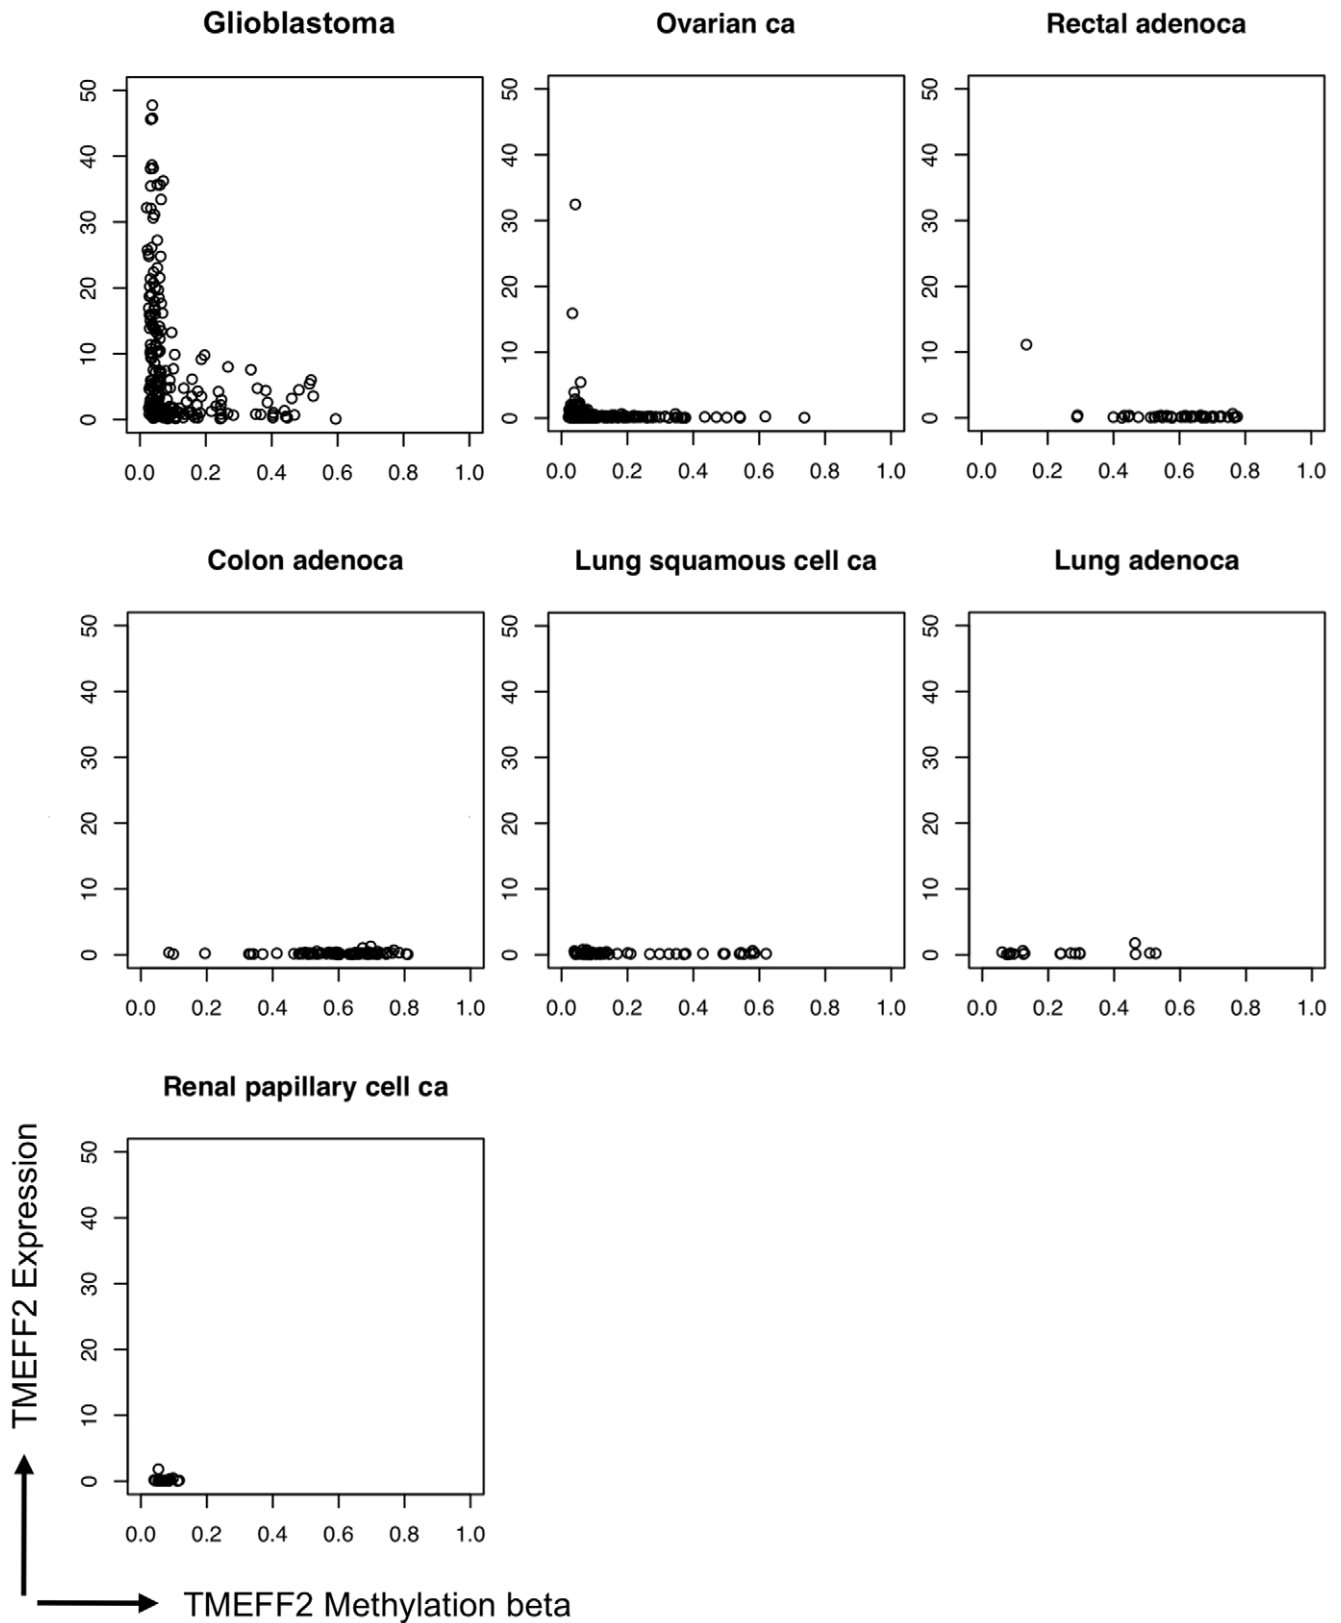 Glioblastoma
Ovarian ca
Rectal adenoca
50
40
30
20
10
0
0.0 0.2 0.4 0.6 0.8 1.0
50
40
30
20
10
0
0.0 0.2 0.4 0.6 0.8 1.0
50
40
30
20
10
0
0.0 0.2 0.4 0.6 0.8 1.0
Colon adenoca
Lung squamous cell ca
Lung adenoca
50
40
30
20
10
0
0.0 0.2 0.4 0.6 0.8 1.0
50
40
30
20
10
0
0.0 0.2 0.4 0.6 0.8 1.0
50
40
30
20
10
0
0.0 0.2 0.4 0.6 0.8 1.0
Renal papillary cell ca
50
40
30
20
10
0
0.0 0.2 0.4 0.6 0.8 1.0
TMEFF2 Expression
TMEFF2 Methylation beta